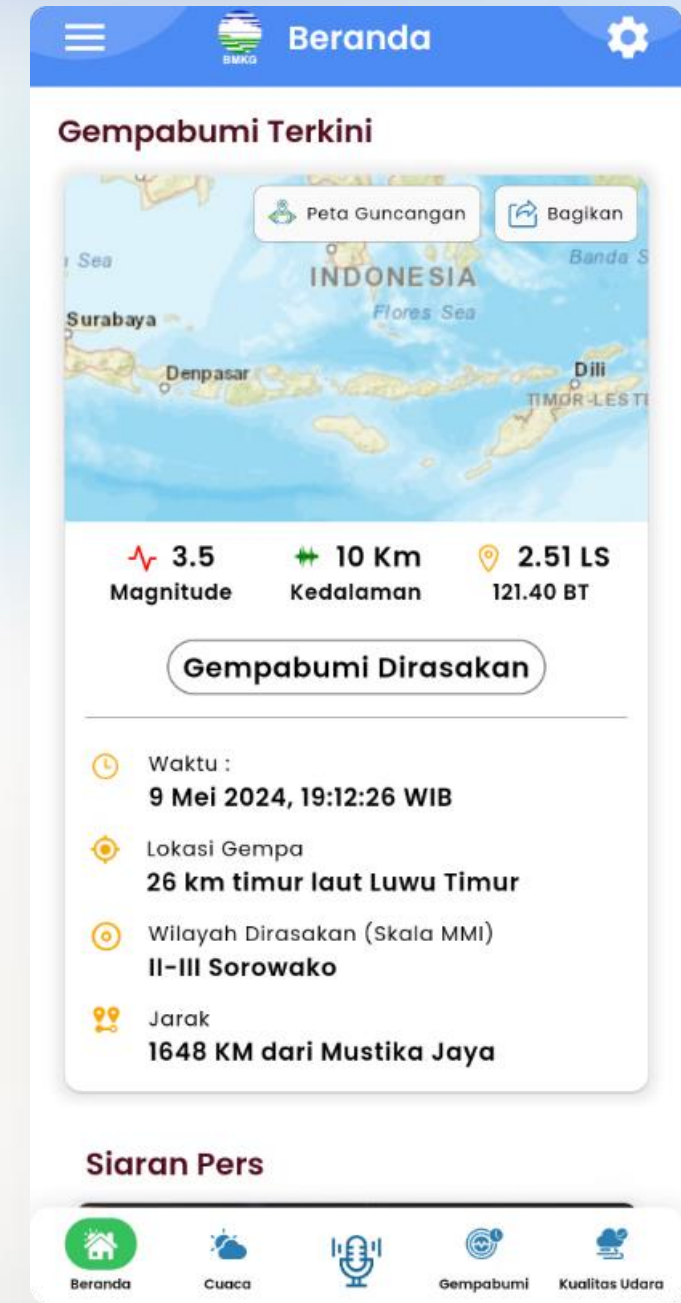 BMKG
Beranda
Gempabumi Terkini
Peta Guncangan
Bagikan
Sea
Banda S
INDONESIA
Flores Sea
Surabaya
Denpasar
Dili
TIMOR-LESTE
3.5
10 Km
2.51 LS
Magnitude
Kedalaman
121.40 BT
Gempabumi Dirasakan
Waktu :
9 Mei 2024, 19:12:26 WIB
Lokasi Gempa
26 km timur laut Luwu Timur
Wilayah Dirasakan (Skala MMI)
II-III Sorowako
Jarak
1648 KM dari Mustika Jaya
Siaran Pers
Beranda
Cuaca
Gempabumi
Kualitas Udara